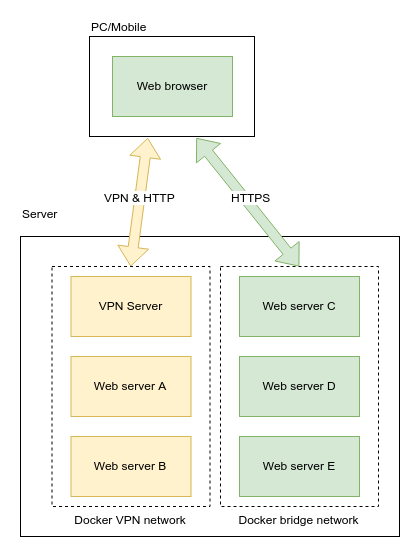 PC/Mobile
Web browser
VPN & HTTP
HTTPS
Server
VPN Server
Web server C
Web server A
Web server D
Web server B
Web server E
Docker VPN network
Docker bridge network